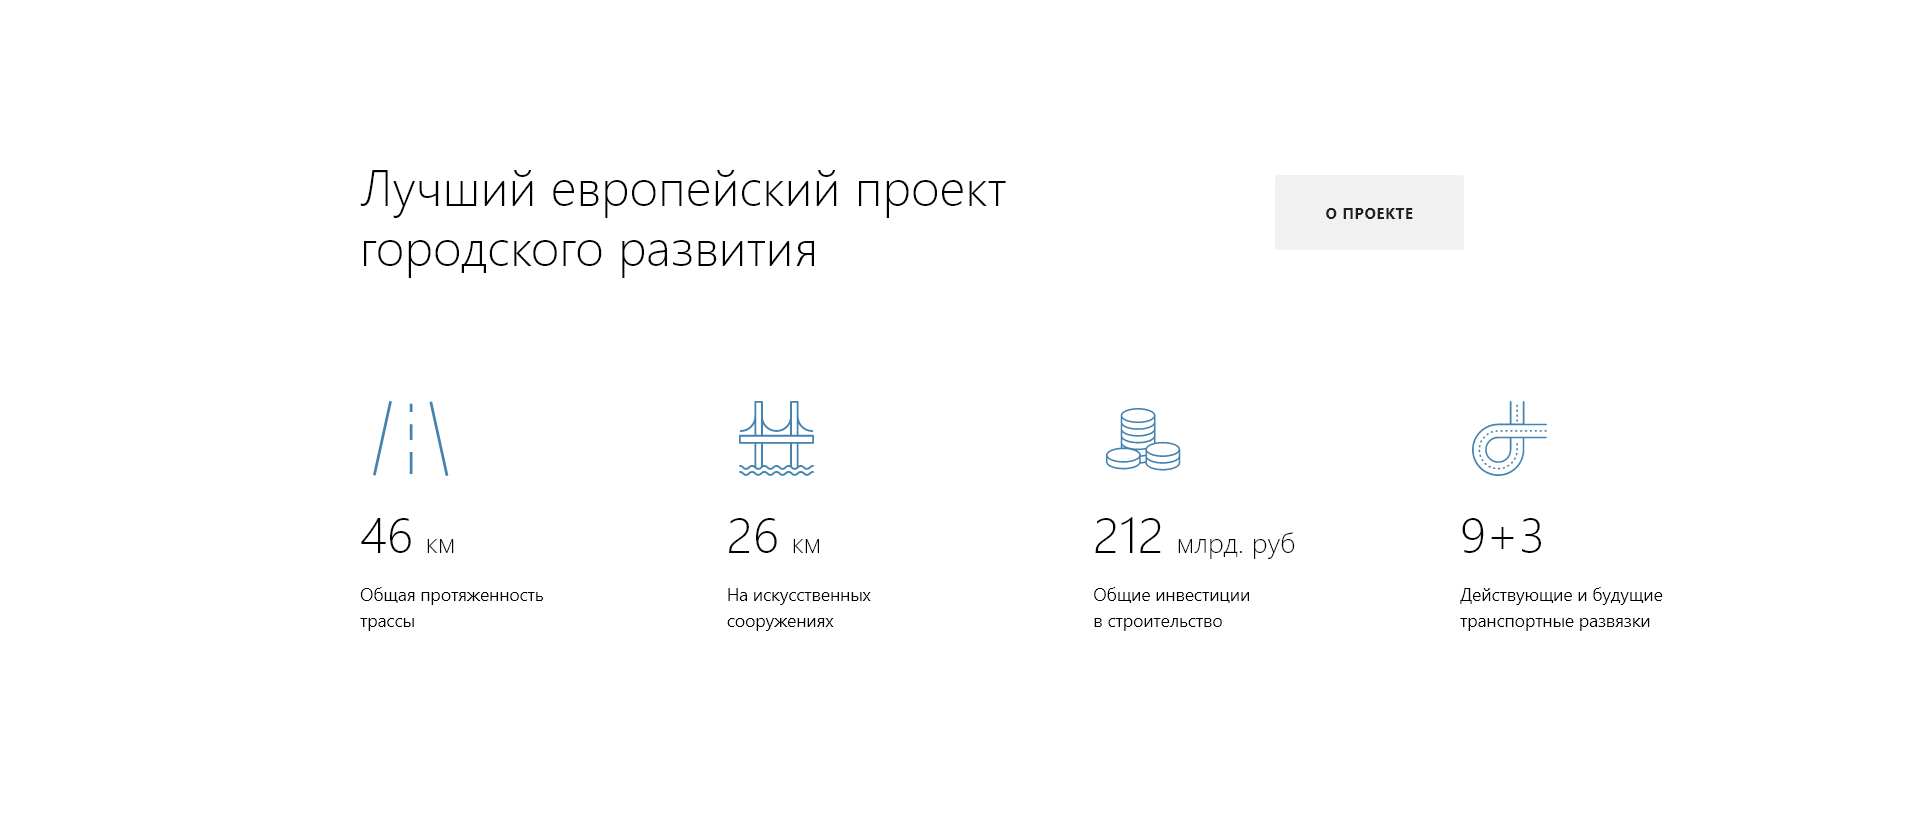 Лучший европейский проект
городского развития
О ПРОЕКТЕ
46 км
Общая протяженность
трассы
26 км
На искусственных
сооружениях
212 млрд. руб
Общие инвестиции
в строительство
9+3
Действующие и будущие
транспортные развязки